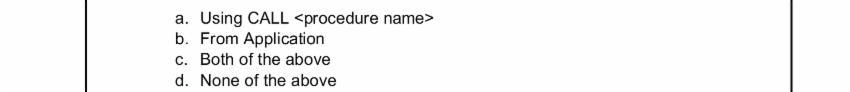 a. Using CALL <procedure name>
b. From Application
c. Both of the above
d. None of the above